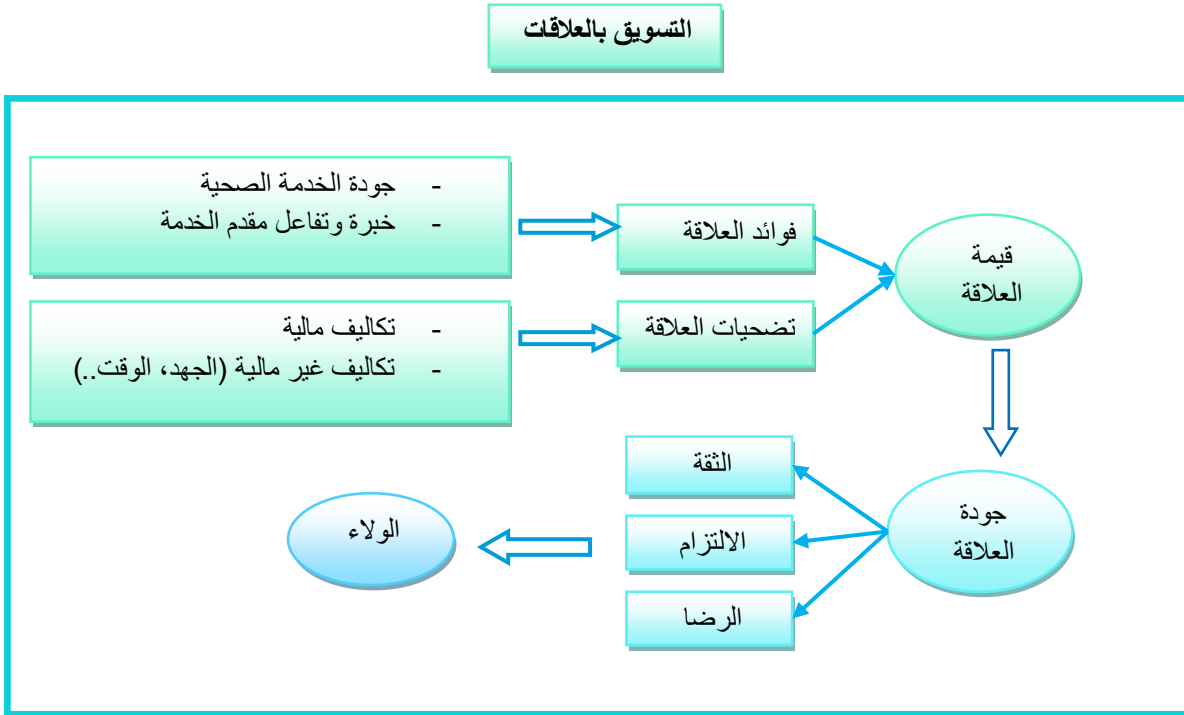 التسويق بالعلاقات
- جودة الخدمة الصحية
- خبرة وتفاعل مقدم الخدمة
فوائد العلاقة
قيمة
العلاقة
- تكاليف مالية
- تكاليف غير مالية (الجهد، الوقت..)
تضحيات العلاقة
جودة
العلاقة
الثقة
الالتزام
الرضا
الولاء